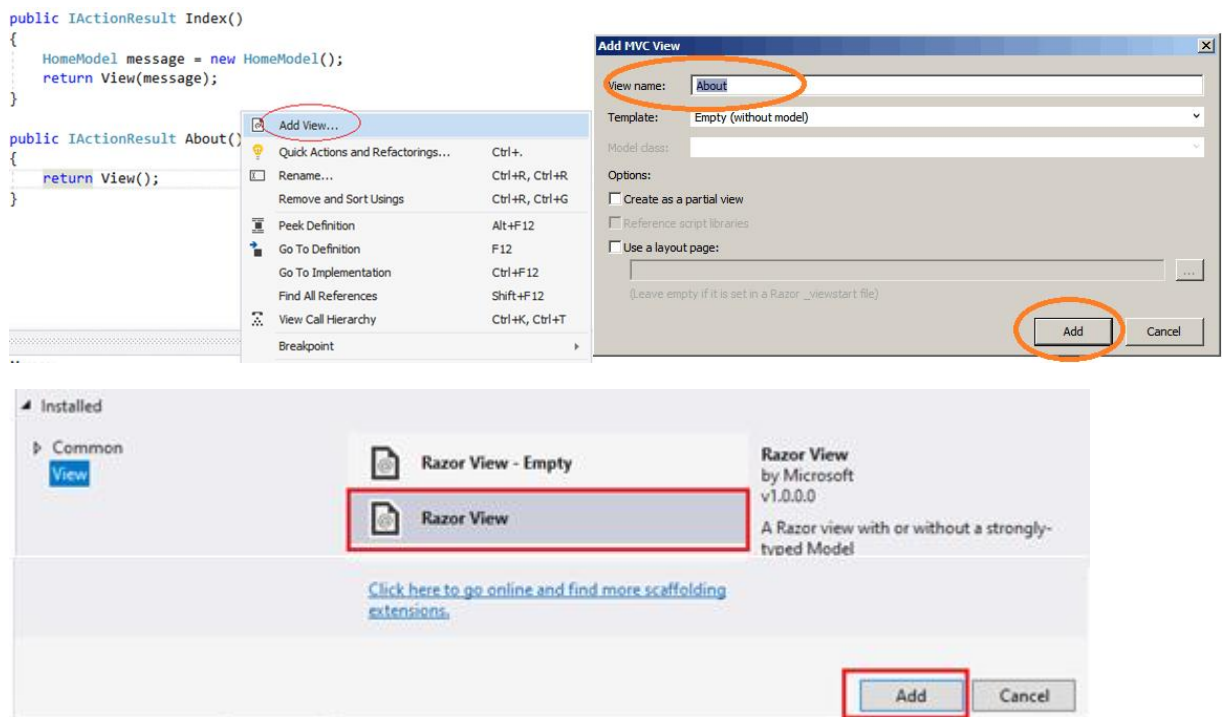 public IActionResult Index()
{
HomeModel message = new HomeModel();
return View(message);
}
public IActionResult About()
{
return View();
}
Add View...
Quick Actions and Refactorings... Ctrl+.
Rename... Ctrl+R, Ctrl+R
Remove and Sort Usings Ctrl+R, Ctrl+G
Peek Definition Alt+F12
Go To Definition F12
Go To Implementation Ctrl+F12
Find All References Shift+F12
View Call Hierarchy Ctrl+K, Ctrl+T
Breakpoint
Add MVC View
View name: About
Template: Empty (without model)
Model class:
Options:
Create as a partial view
Reference script libraries
Use a layout page:
...
(Leave empty if it is set in a Razor _viewstart file)
Add Cancel
Installed
Common
View
Razor View - Empty
Razor View
Razor View
by Microsoft
v1.0.0.0
A Razor view with or without a strongly-
typed Model
Click here to go online and find more scaffolding
extensions.
Add Cancel